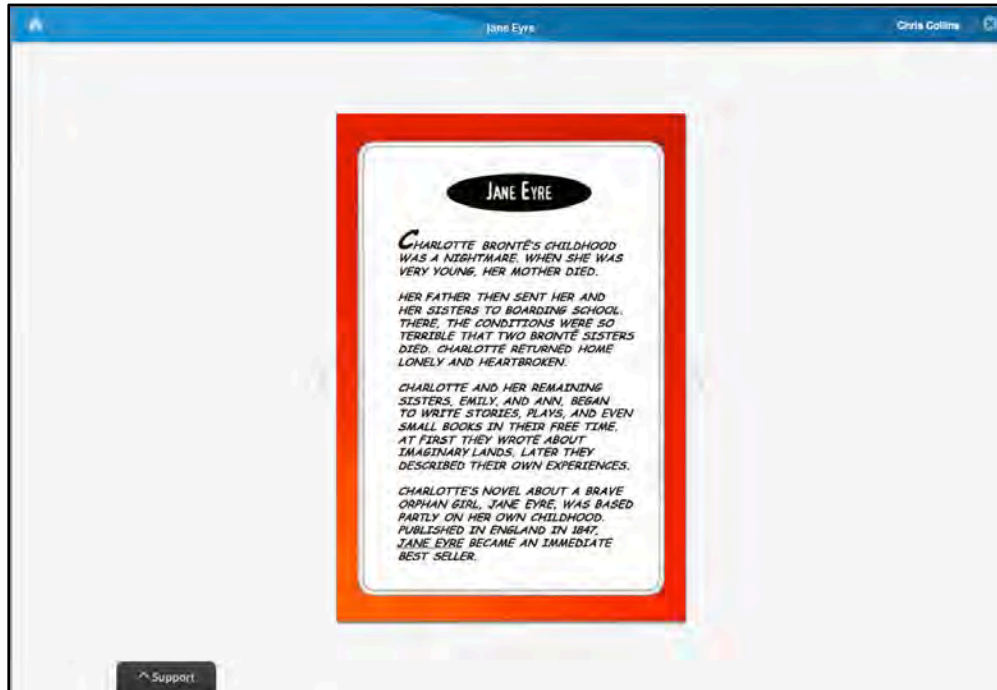 Jane Eyre
Chris Collins
JANE EYRE
CHARLOTTE BRONTË'S CHILDHOOD
WAS A NIGHTMARE. WHEN SHE WAS
VERY YOUNG, HER MOTHER DIED.
HER FATHER THEN SENT HER AND
HER SISTERS TO BOARDING SCHOOL.
THERE, THE CONDITIONS WERE SO
TERRIBLE THAT TWO BRONTË SISTERS
DIED. CHARLOTTE RETURNED HOME
LONELY AND HEARTBROKEN.
CHARLOTTE AND HER REMAINING
SISTERS, EMILY, AND ANN, BEGAN
TO WRITE STORIES, PLAYS, AND EVEN
SMALL BOOKS IN THEIR FREE TIME.
AT FIRST THEY WROTE ABOUT
IMAGINARY LANDS. LATER THEY
DESCRIBED THEIR OWN EXPERIENCES.
CHARLOTTE'S NOVEL ABOUT A BRAVE
ORPHAN GIRL, JANE EYRE, WAS BASED
PARTLY ON HER OWN CHILDHOOD.
PUBLISHED IN ENGLAND IN 1847,
JANE EYRE BECAME AN IMMEDIATE
BEST SELLER.
Support